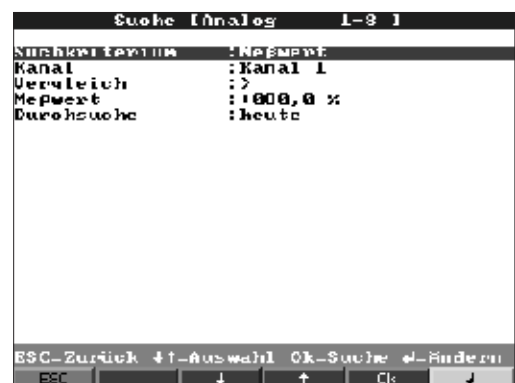 Suche [Analog 1-8 ]
Suchkriterium :Meßwert
Kanal :Kanal 1
Vergleich :>
Meßwert :+000,0 %
Durchsuche :heute
ESC=Zurück ↓↑=Auswahl Ok=Suche ↲=Ändern
ESC ↓ ↑ Ok ↲